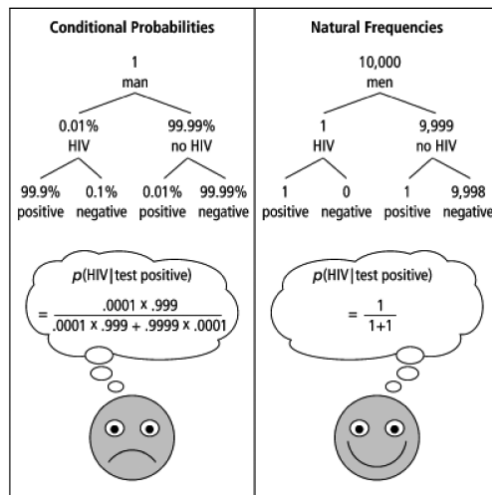 Conditional Probabilities
1
man
0.01% 99.99%
HIV no HIV
99.9% 0.1% 0.01% 99.99%
positive negative positive negative
p(HIV|test positive)
.0001 x .999
=
.0001 x .999 + .9999 x .0001
Natural Frequencies
10,000
men
1 9,999
HIV no HIV
1 0 1 9,998
positive negative positive negative
p(HIV|test positive)
1
=
1+1